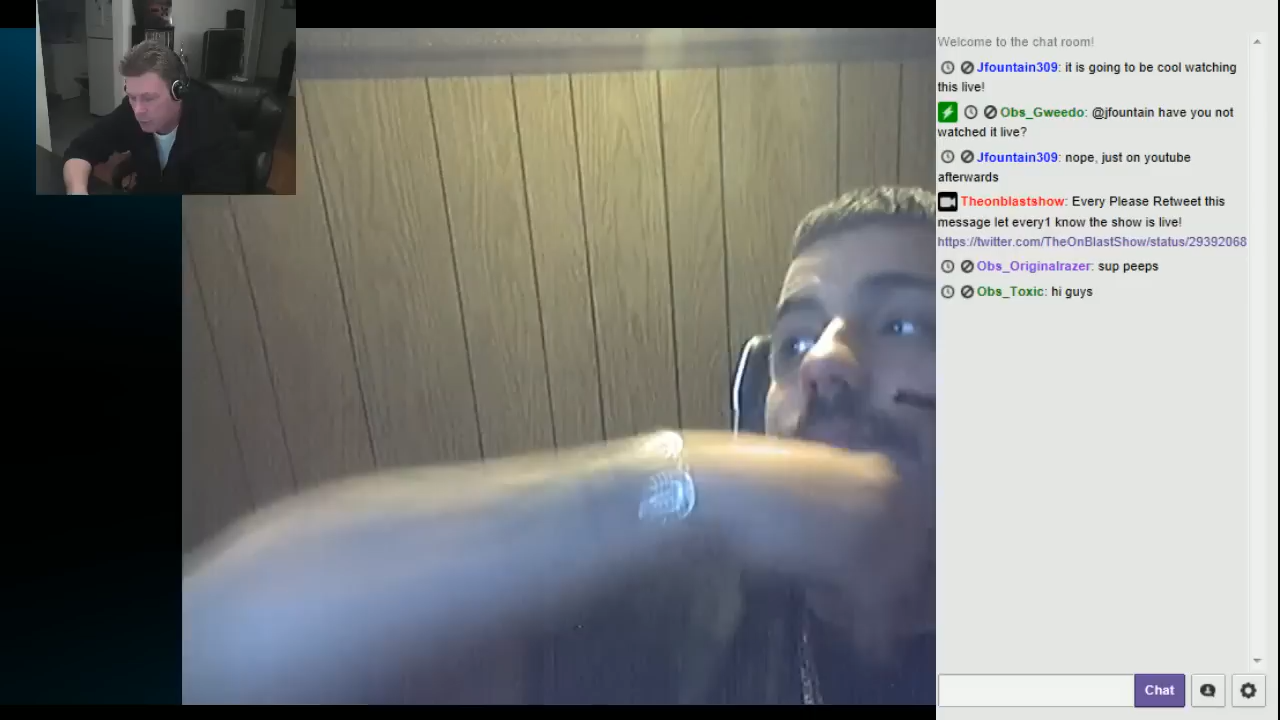 Welcome to the chat room!
Jfountain309: it is going to be cool watching
this live!
Obs_Gweedo: @jfountain have you not
watched it live?
Jfountain309: nope, just on youtube
afterwards
Theonblastshow: Every Please Retweet this
message let every1 know the show is live!
https://twitter.com/TheOnBlastShow/status/29392068
Obs_Originalrazer: sup peeps
Obs_Toxic: hi guys
Chat